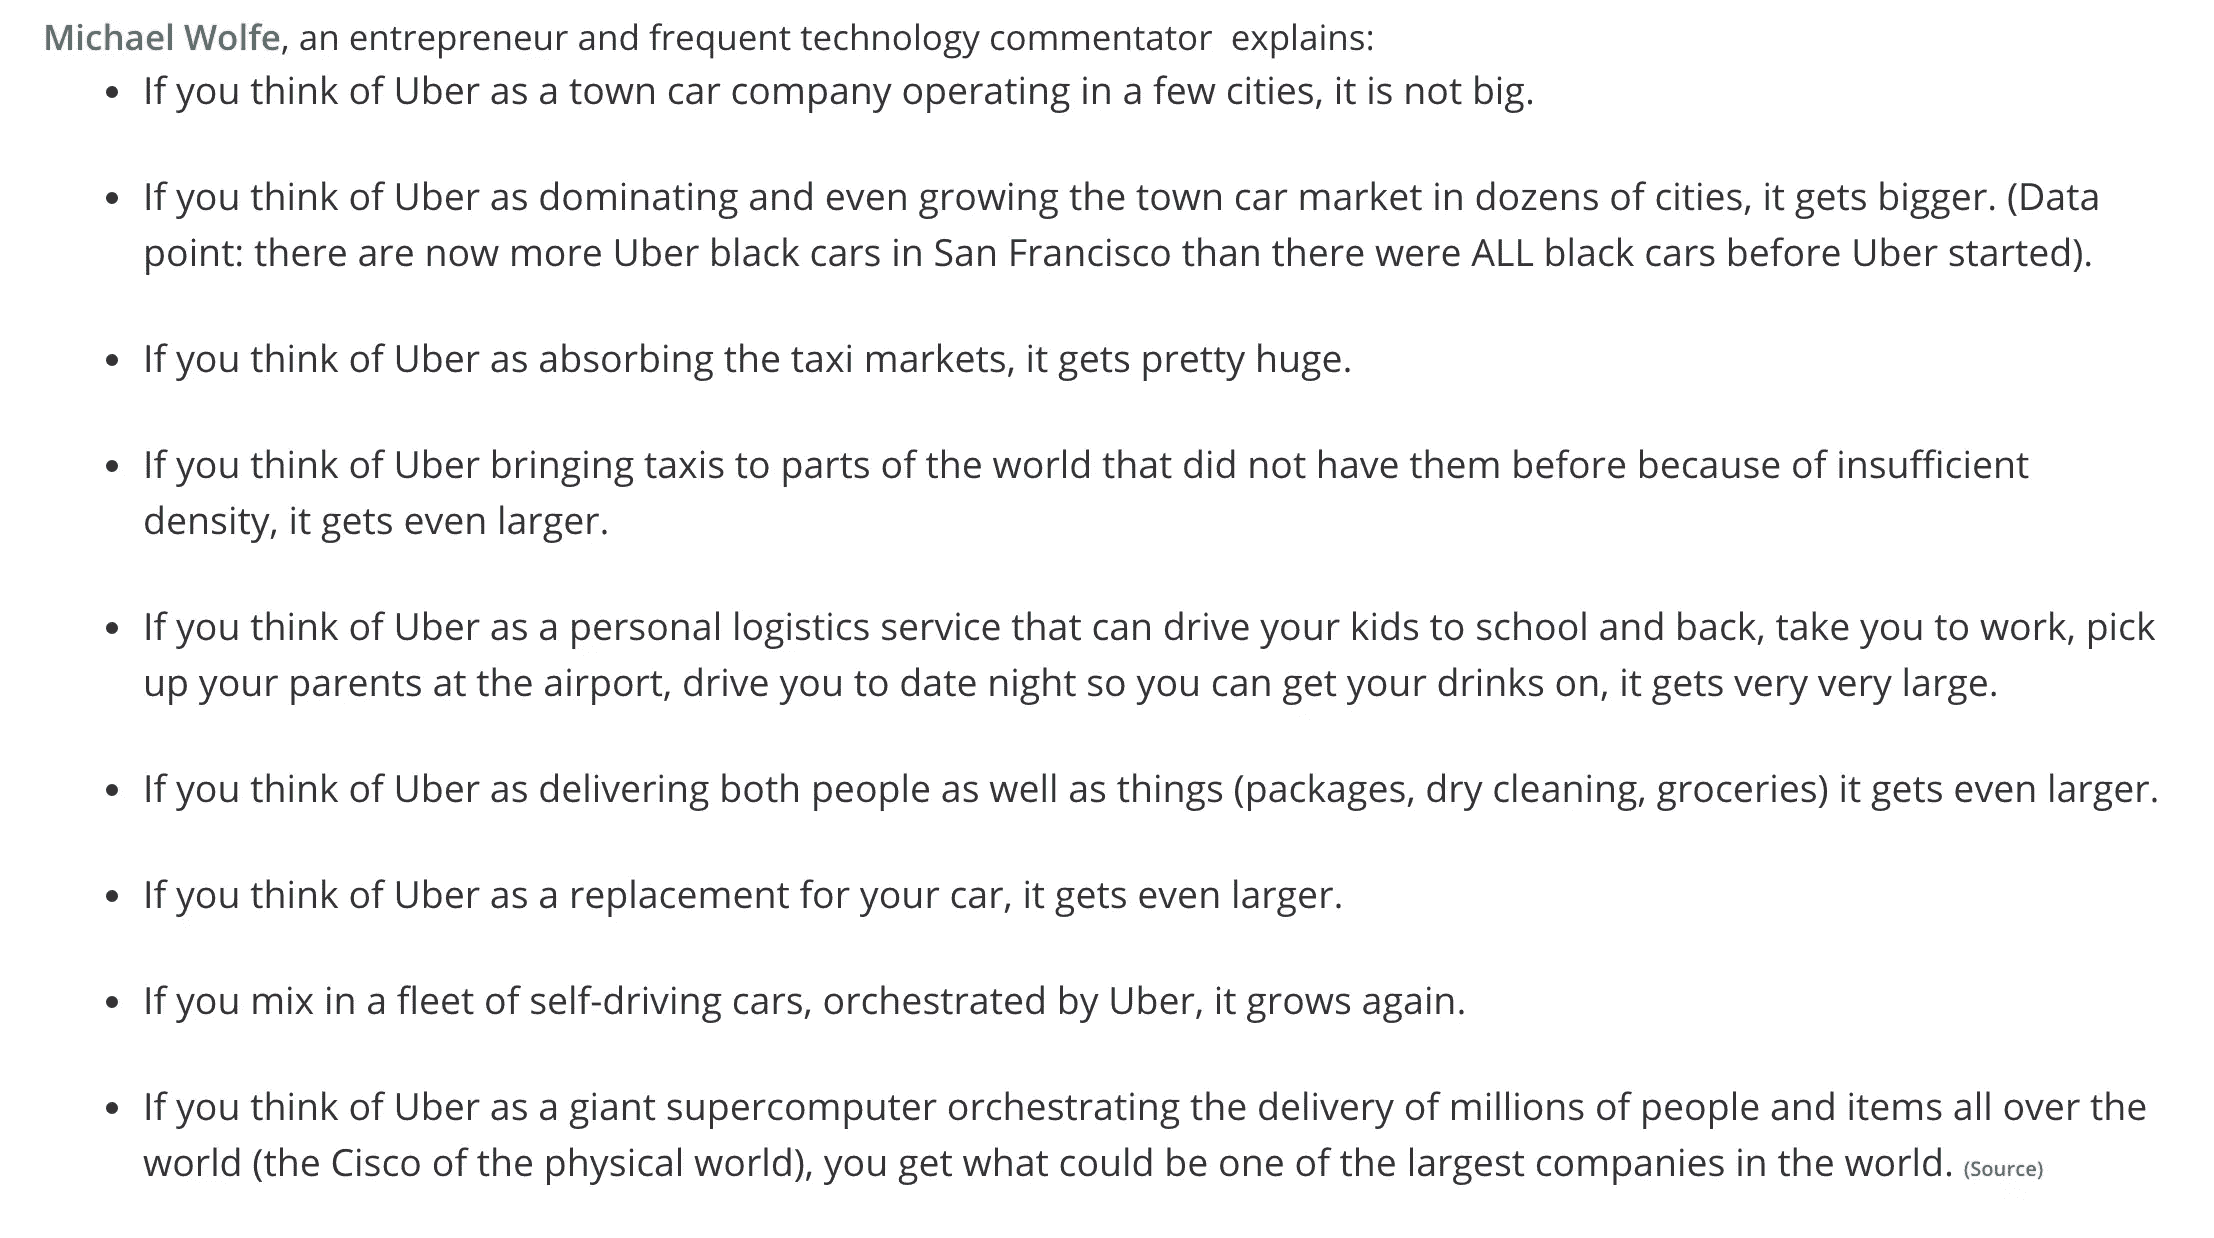 Michael Wolfe, an entrepreneur and frequent technology commentator  explains:
• If you think of Uber as a town car company operating in a few cities, it is not big.
• If you think of Uber as dominating and even growing the town car market in dozens of cities, it gets bigger. (Data
point: there are now more Uber black cars in San Francisco than there were ALL black cars before Uber started).
• If you think of Uber as absorbing the taxi markets, it gets pretty huge.
• If you think of Uber bringing taxis to parts of the world that did not have them before because of insufficient
density, it gets even larger.
• If you think of Uber as a personal logistics service that can drive your kids to school and back, take you to work, pick
up your parents at the airport, drive you to date night so you can get your drinks on, it gets very very large.
• If you think of Uber as delivering both people as well as things (packages, dry cleaning, groceries) it gets even larger.
• If you think of Uber as a replacement for your car, it gets even larger.
• If you mix in a fleet of self-driving cars, orchestrated by Uber, it grows again.
• If you think of Uber as a giant supercomputer orchestrating the delivery of millions of people and items all over the
world (the Cisco of the physical world), you get what could be one of the largest companies in the world. (Source)